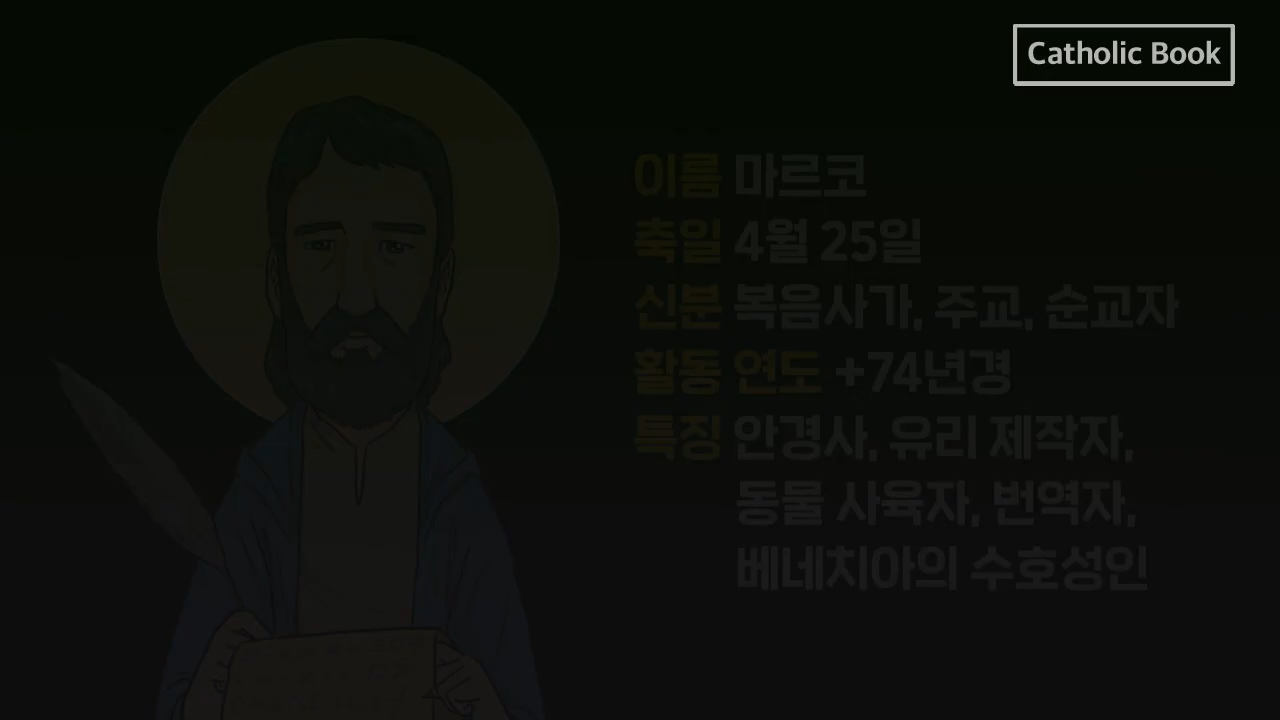 Catholic Book
이름 마르코
축일 4월 25일
신분 복음사가, 주교, 순교자
활동 연도 +74년경
특징 안경사, 유리 제작자,
동물 사육자, 번역자,
베네치아의 수호성인